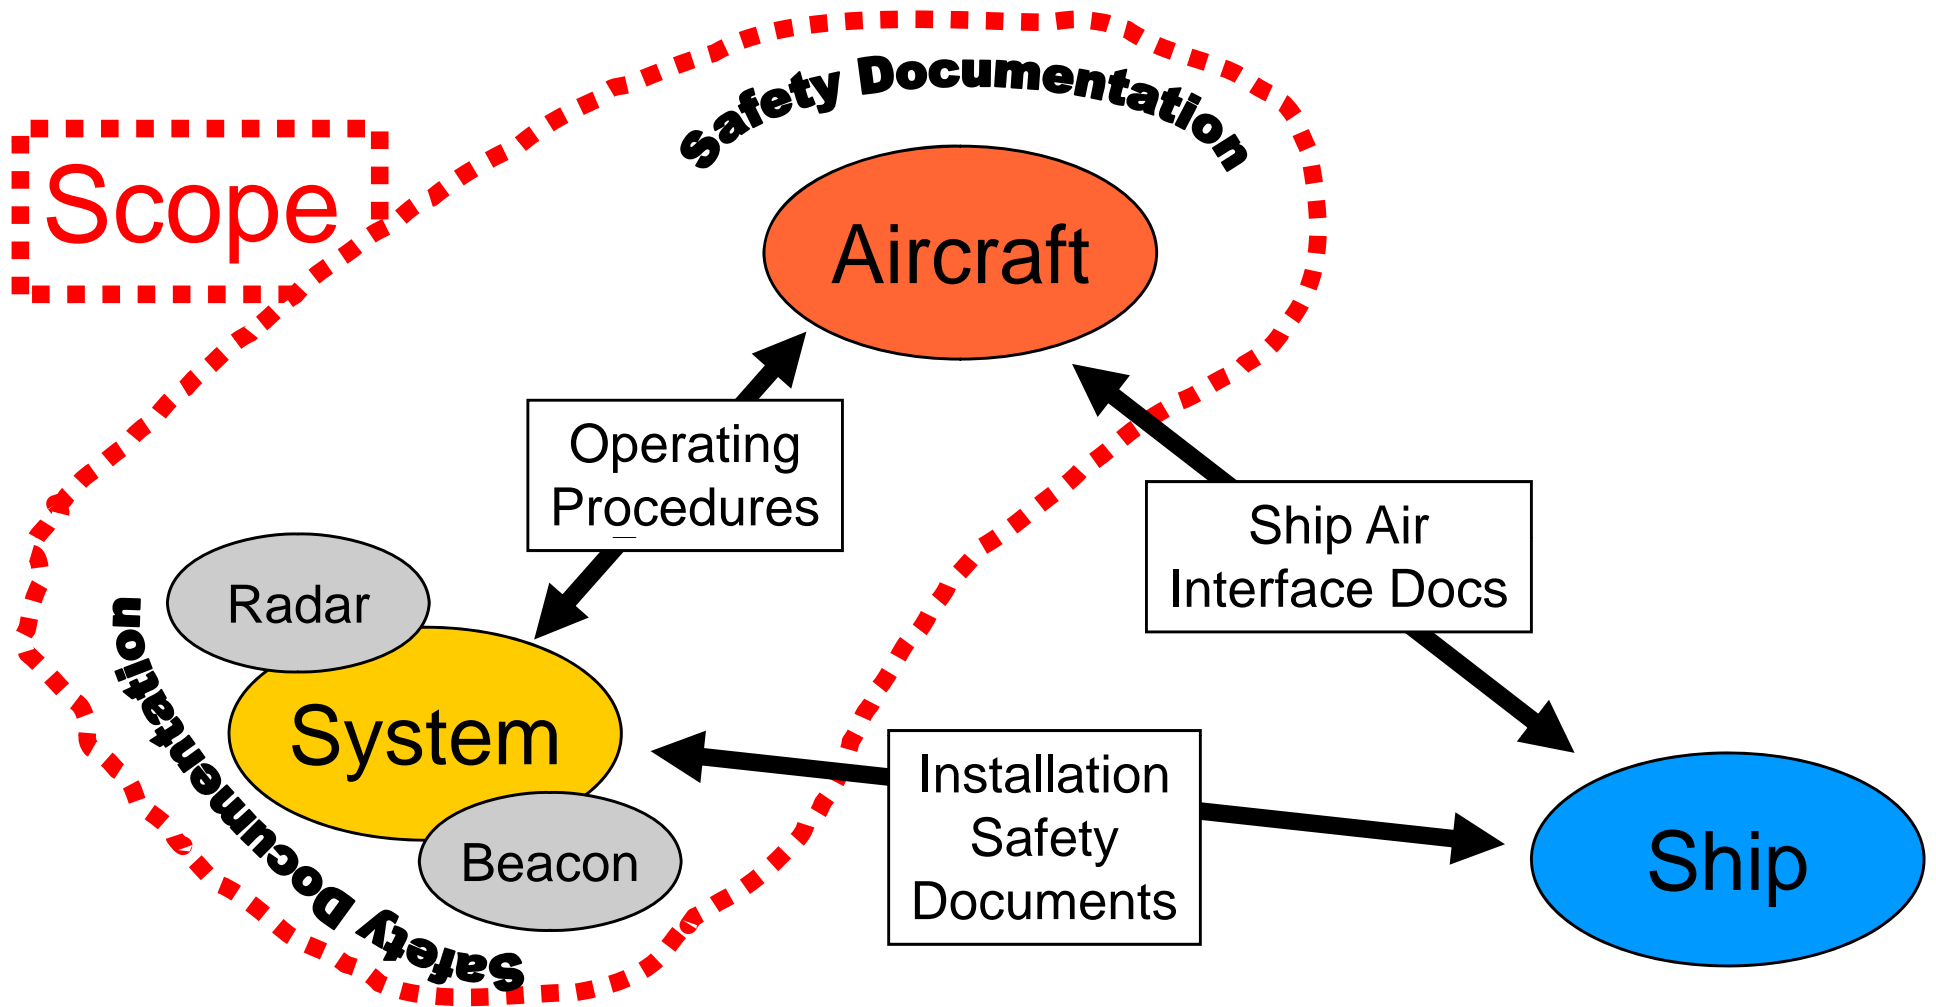 Safety Documentation
Scope
Aircraft
Operating
Procedures
Ship Air
Interface Docs
Radar
System
Beacon
Safety Documentation
Installation
Safety
Documents
Ship